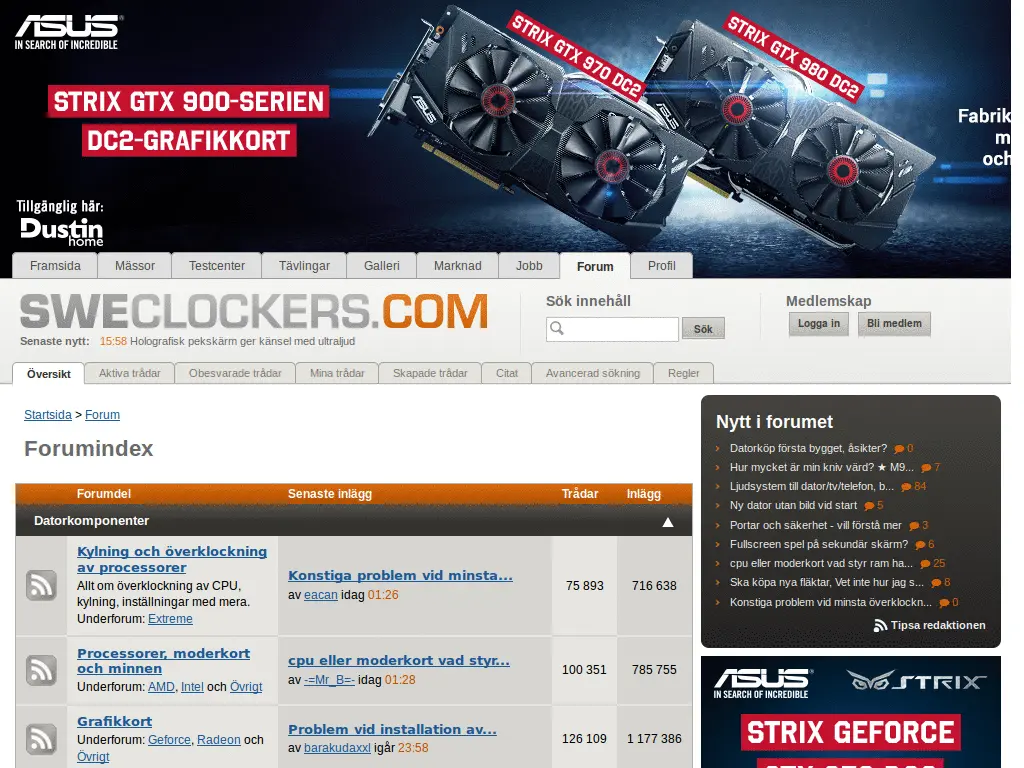 ASUS
IN SEARCH OF INCREDIBLE
STRIX GTX 970 DC2
STRIX GTX 980 DC2
STRIX GTX 900-SERIEN
DC2-GRAFIKKORT
ASUS
ASUS
Fabrik
m
och
Tillgänglig här:
Dustin
home
Framsida Mässor Testcenter Tävlingar Galleri Marknad Jobb Forum Profil
SWECLOCKERS.COM
Senaste nytt: 15:58 Holografisk pekskärm ger känsel med ultraljud
Sök innehåll
Sök
Medlemskap
Logga in Bli medlem
Översikt Aktiva trådar Obesvarade trådar Mina trådar Skapade trådar Citat Avancerad sökning Regler
Startsida > Forum
Forumindex
Forumdel Senaste inlägg Trådar Inlägg
Datorkomponenter
Kylning och överklockning
av processorer
Allt om överklockning av CPU,
kylning, inställningar med mera.
Underforum: Extreme
Konstiga problem vid minsta...
av eacan idag 01:26
75 893
716 638
Processorer, moderkort
och minnen
Underforum: AMD, Intel och Övrigt
cpu eller moderkort vad styr...
av -=Mr_B=- idag 01:28
100 351
785 755
Grafikkort
Underforum: Geforce, Radeon och
Övrigt
Problem vid installation av...
av barakudaxxl igår 23:58
126 109
1 177 386
Nytt i forumet
› Datorköp första bygget, åsikter? 0
› Hur mycket är min kniv värd? ★ M9... 7
› Ljudsystem till dator/tv/telefon, b... 84
› Ny dator utan bild vid start 5
› Portar och säkerhet - vill förstå mer 3
› Fullscreen spel på sekundär skärm? 6
› cpu eller moderkort vad styr ram ha... 25
› Ska köpa nya fläktar, Vet inte hur jag s... 8
› Konstiga problem vid minsta överklockn... 0
Tipsa redaktionen
ASUS
IN SEARCH OF INCREDIBLE
STRIX
STRIX GEFORCE